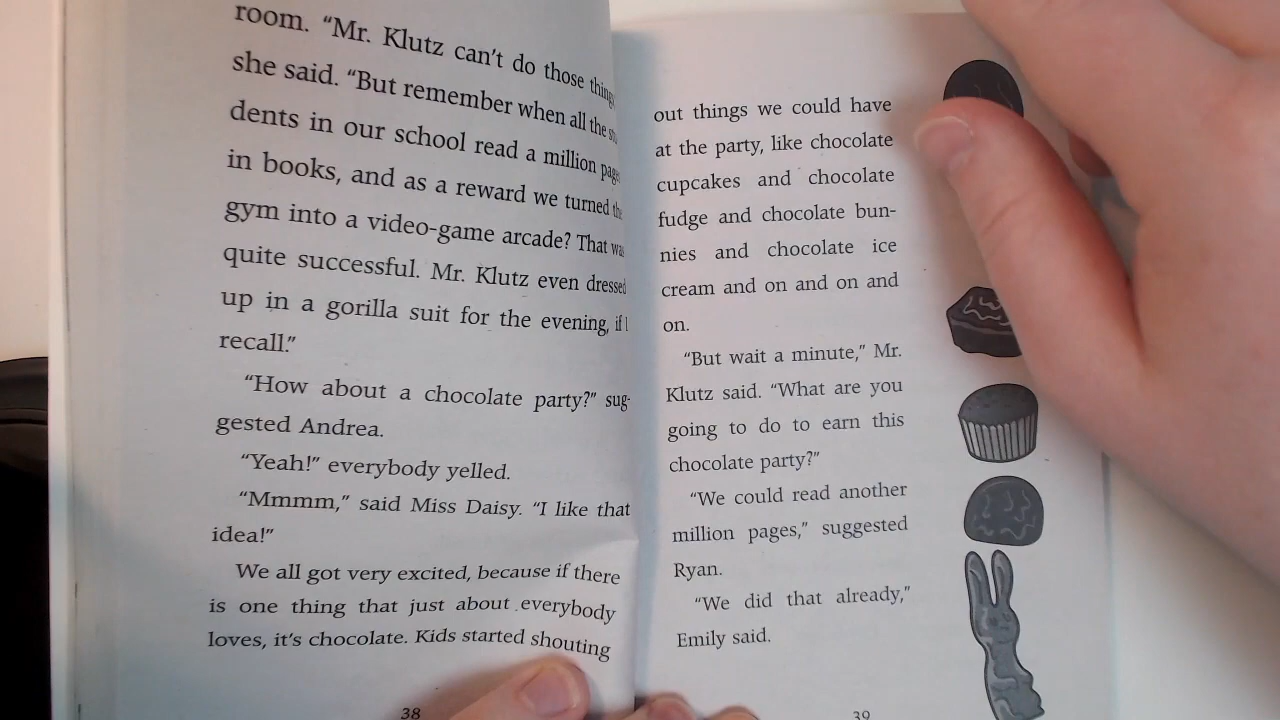 room. “Mr. Klutz can’t do those things
she said. “But remember when all the
dents in our school read a million pages
in books, and as a reward we turned the
gym into a video-game arcade? That was
quite successful. Mr. Klutz even dressed
up in a gorilla suit for the evening, if I
recall.”
“How about a chocolate party?” sug-
gested Andrea.
“Yeah!” everybody yelled.
“Mmmm,” said Miss Daisy. “I like that
idea!”
We all got very excited, because if there
is one thing that just about everybody
loves, it’s chocolate. Kids started shouting
38
out things we could have
at the party, like chocolate
cupcakes and chocolate
fudge and chocolate bun-
nies and chocolate ice
cream and on and on and
on.
“But wait a minute,” Mr.
Klutz said. “What are you
going to do to earn this
chocolate party?”
“We could read another
million pages,” suggested
Ryan.
“We did that already,”
Emily said.
39